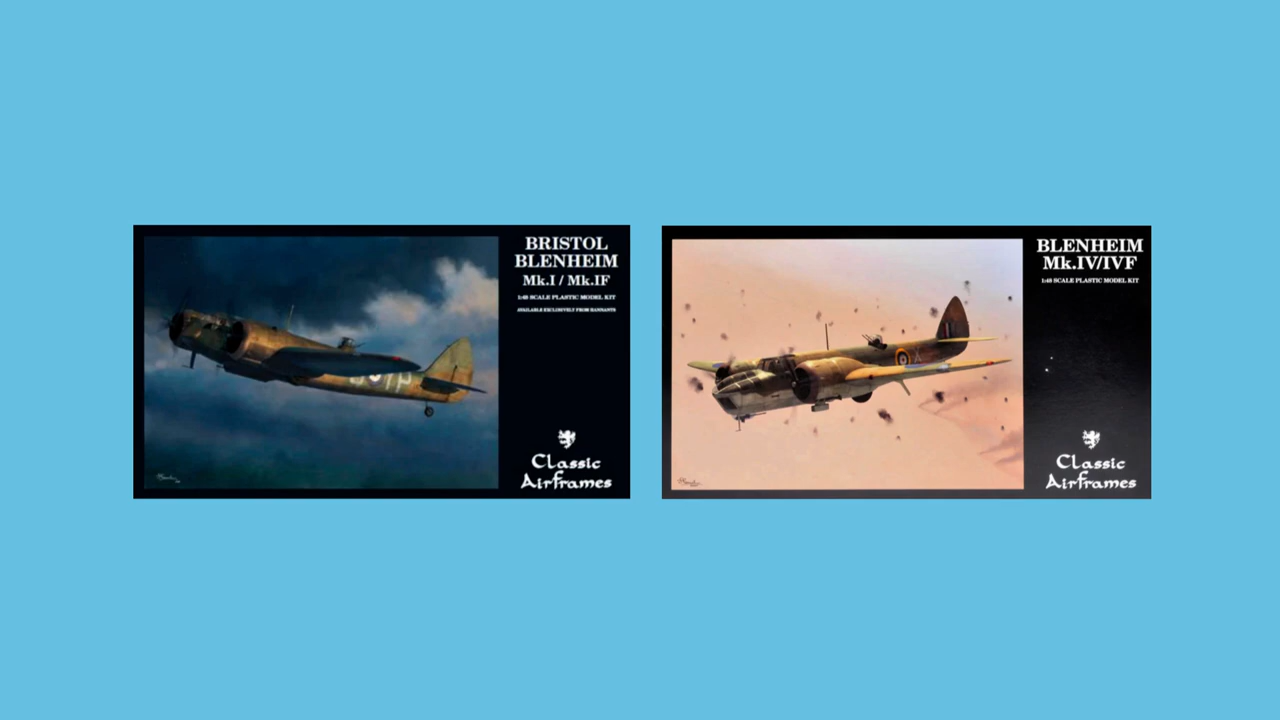 BRISTOL
BLENHEIM
Mk.I / Mk.IF
1:48 SCALE PLASTIC MODEL KIT
AVAILABLE EXCLUSIVELY FROM HANNANTS
Classic
Airframes
BLENHEIM
Mk.IV/IVF
1:48 SCALE PLASTIC MODEL KIT
Classic
Airframes